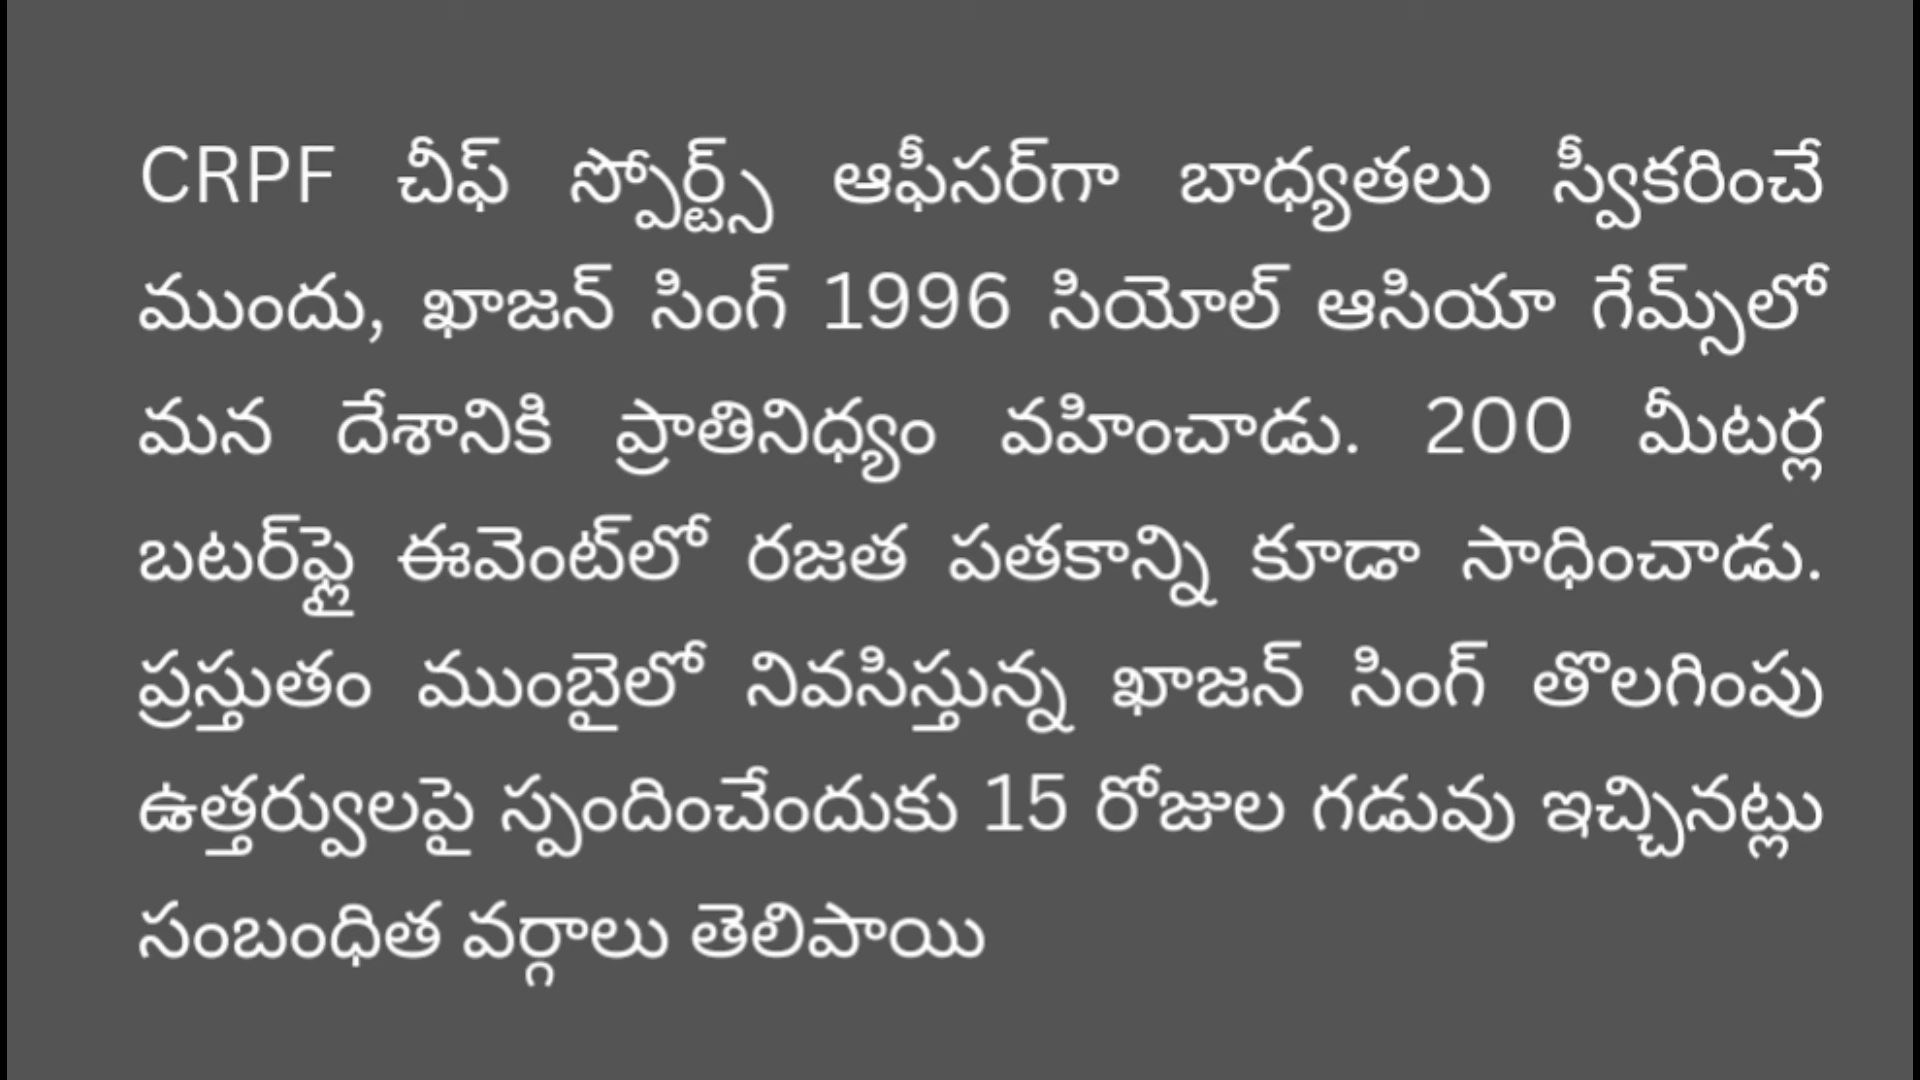 CRPF చీఫ్ స్పోర్ట్స్ ఆఫీసర్‌గా బాధ్యతలు స్వీకరించే
ముందు, ఖాజన్ సింగ్ 1996 సియోల్ ఆసియా గేమ్స్‌లో
మన దేశానికి ప్రాతినిధ్యం వహించాడు. 200 మీటర్ల
బటర్‌ఫ్లై ఈవెంట్‌లో రజత పతకాన్ని కూడా సాధించాడు.
ప్రస్తుతం ముంబైలో నివసిస్తున్న ఖాజన్ సింగ్ తొలగింపు
ఉత్తర్వులపై స్పందించేందుకు 15 రోజుల గడువు ఇచ్చినట్లు
సంబంధిత వర్గాలు తెలిపాయి